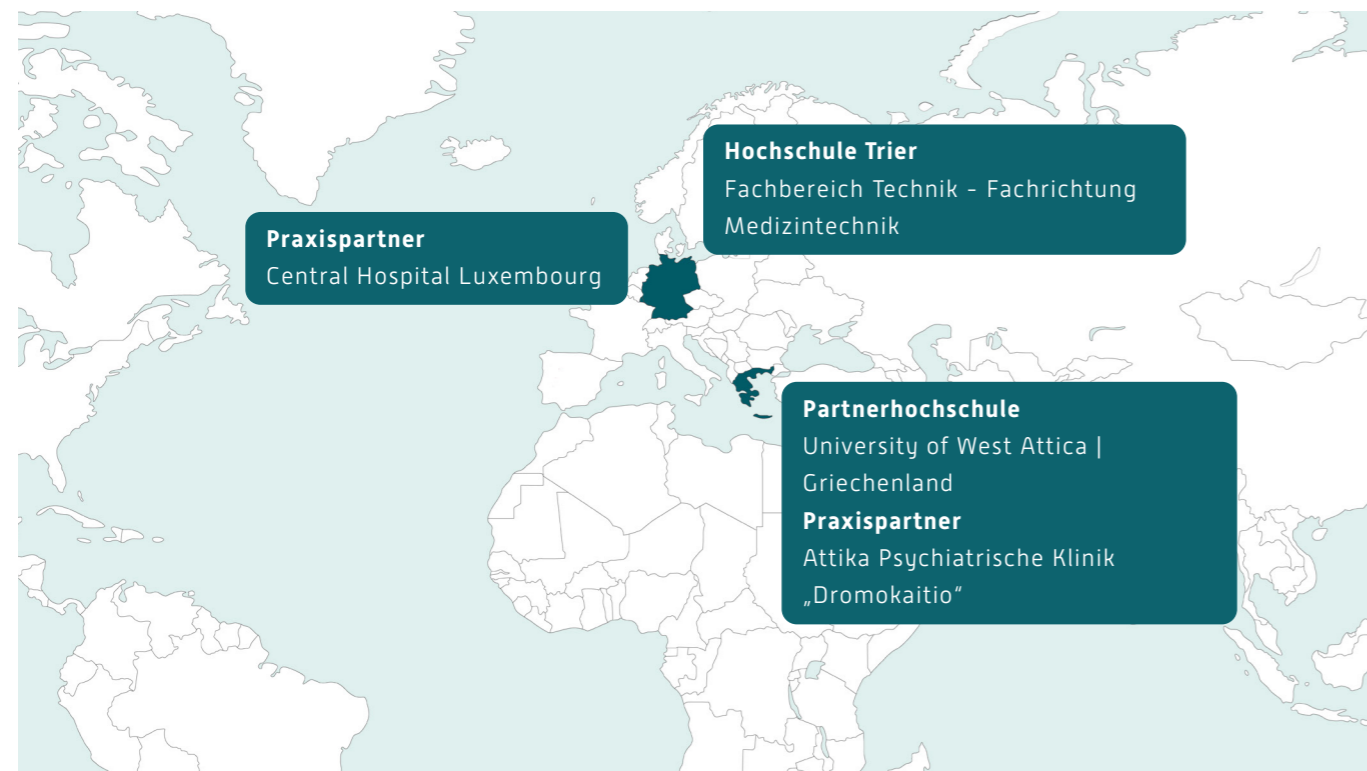 Hochschule Trier
Fachbereich Technik - Fachrichtung
Medizintechnik
Praxispartner
Central Hospital Luxembourg
Partnerhochschule
University of West Attica |
Griechenland
Praxispartner
Attika Psychiatrische Klinik
„Dromokaitio“